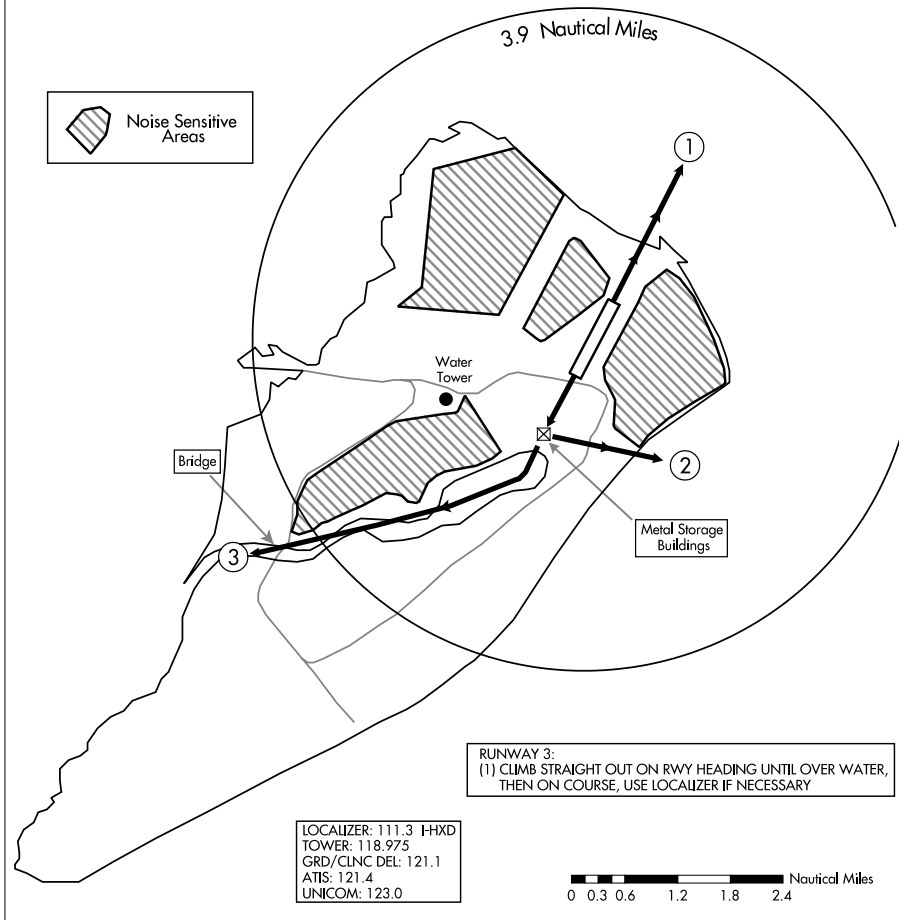 3.9 Nautical Miles
Noise Sensitive
Areas
1
Water
Tower
Bridge
2
Metal Storage
Buildings
3
RUNWAY 3:
(1) CLIMB STRAIGHT OUT ON RWY HEADING UNTIL OVER WATER,
THEN ON COURSE, USE LOCALIZER IF NECESSARY
LOCALIZER: 111.3 I-HXD
TOWER: 118.975
GRD/CLNC DEL: 121.1
ATIS: 121.4
UNICOM: 123.0
Nautical Miles
0 0.3 0.6 1.2 1.8 2.4